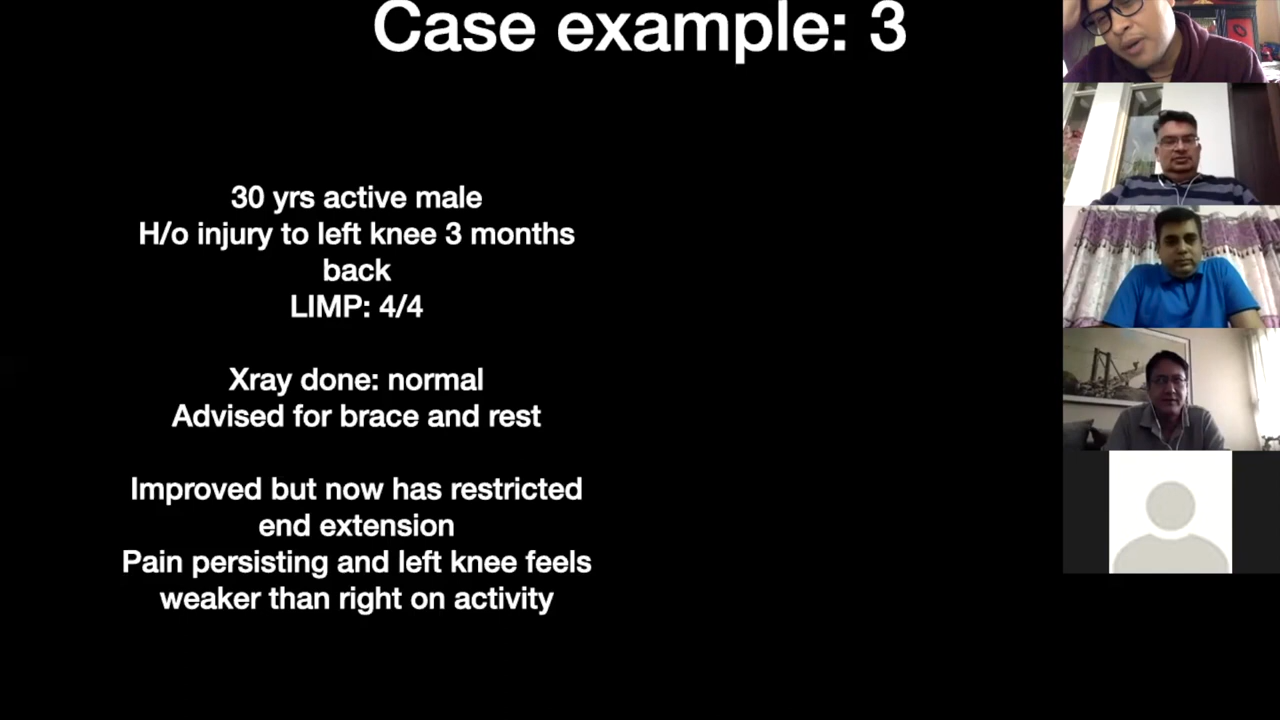 Case example: 3
30 yrs active male
H/o injury to left knee 3 months
back
LIMP: 4/4
Xray done: normal
Advised for brace and rest
Improved but now has restricted
end extension
Pain persisting and left knee feels
weaker than right on activity